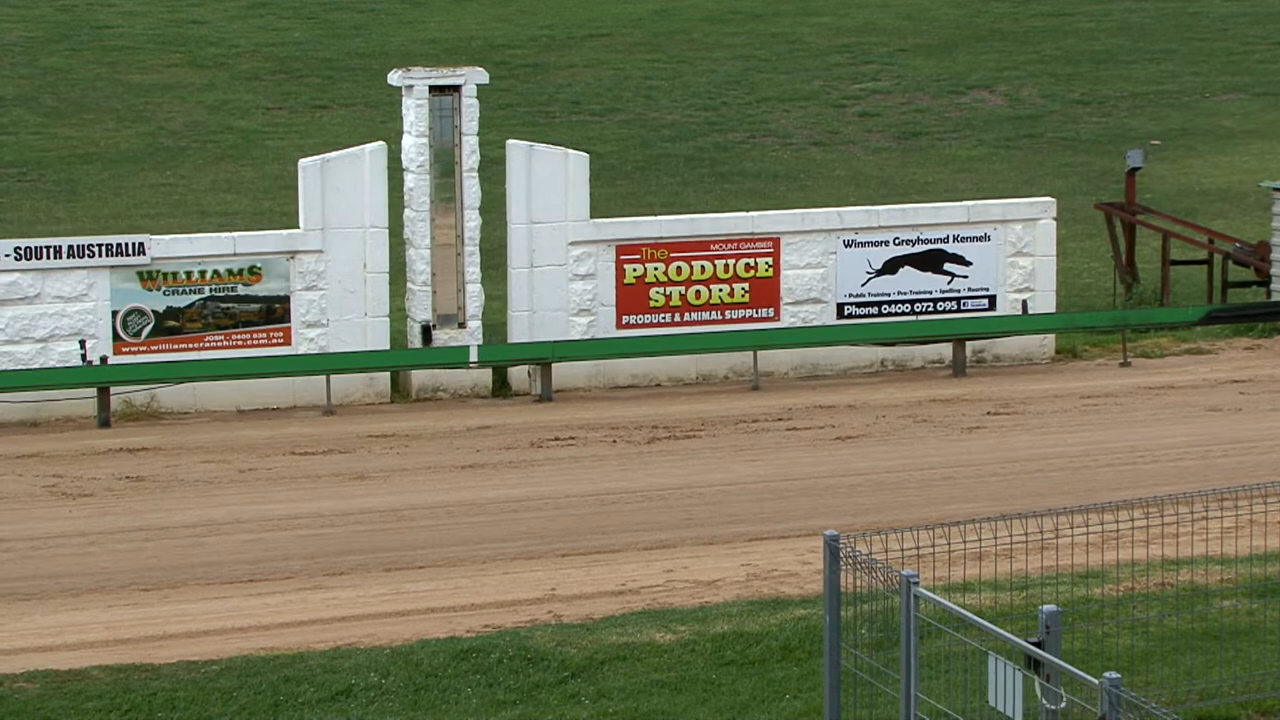 - SOUTH AUSTRALIA
WILLIAMS
CRANE HIRE
JOSH - 0400 838 769
www.williamscranehire.com.au
MOUNT GAMBIER
The
PRODUCE
STORE
PRODUCE & ANIMAL SUPPLIES
Winmore Greyhound Kennels
• Public Training • Pre-Training • Spelling • Rearing
Phone 0400 072 095